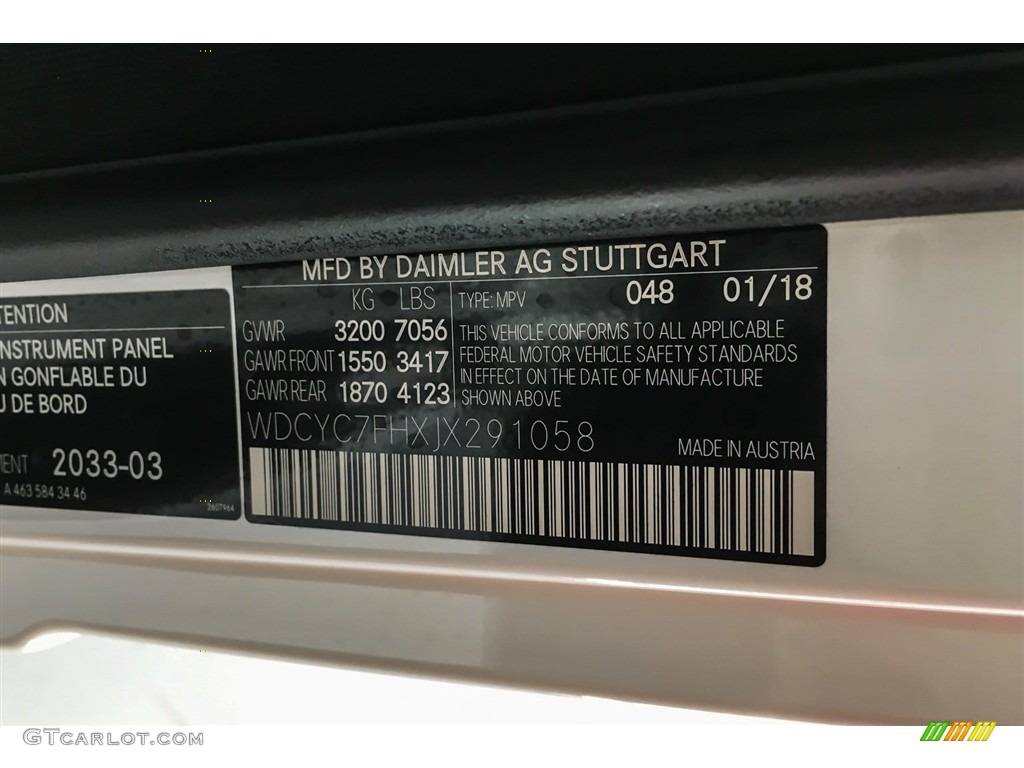 TENTION
NSTRUMENT PANEL
N GONFLABLE DU
U DE BORD
MENT 2033-03
A 463 584 34 46
2607964
MFD BY DAIMLER AG STUTTGART
KG LBS
GVWR 3200 7056
GAWR FRONT 1550 3417
GAWR REAR 1870 4123
TYPE: MPV 048 01/18
THIS VEHICLE CONFORMS TO ALL APPLICABLE
FEDERAL MOTOR VEHICLE SAFETY STANDARDS
IN EFFECT ON THE DATE OF MANUFACTURE
SHOWN ABOVE
WDCYC7FHXJX291058
MADE IN AUSTRIA
GTCARLOT.COM